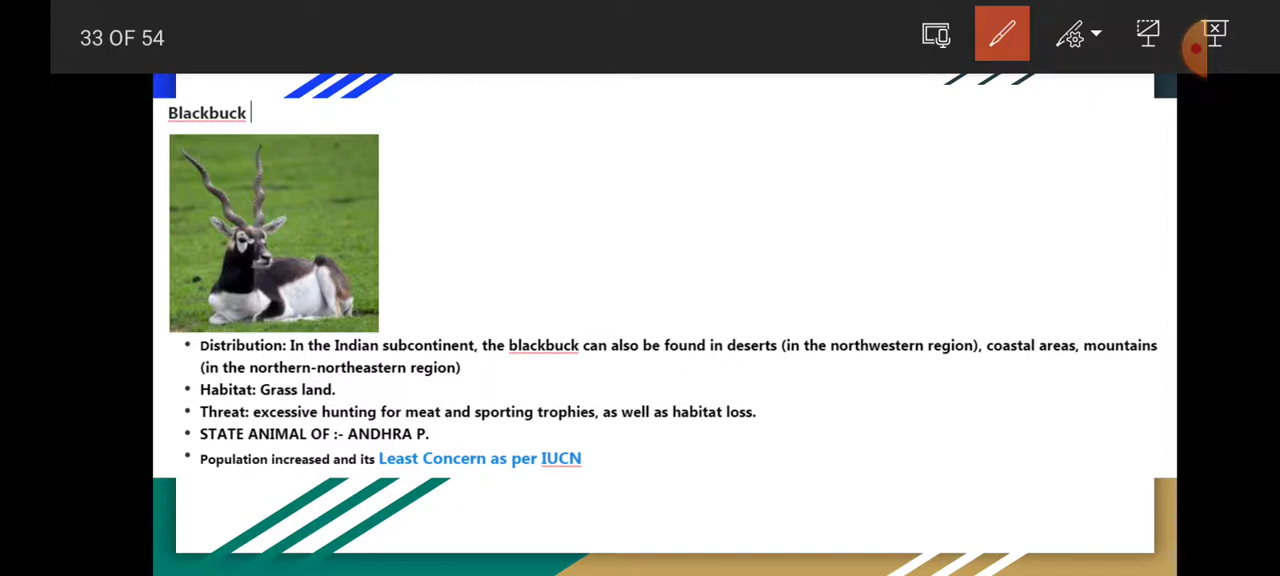 33 OF 54
Blackbuck
Distribution: In the Indian subcontinent, the blackbuck can also be found in deserts (in the northwestern region), coastal areas, mountains
(in the northern-northeastern region)
Habitat: Grass land.
Threat: excessive hunting for meat and sporting trophies, as well as habitat loss.
STATE ANIMAL OF :- ANDHRA P.
Population increased and its Least Concern as per IUCN